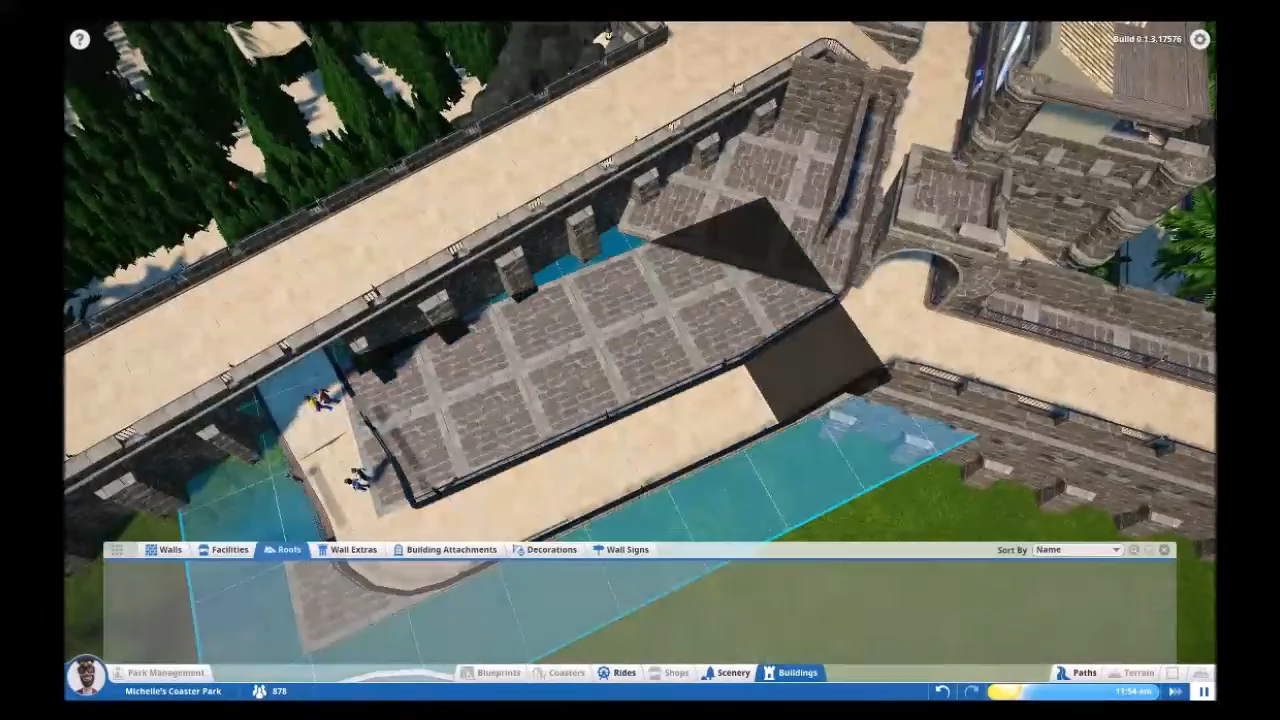 ?
Build 0.1.3.17576
Walls Facilities Roofs Wall Extras Building Attachments Decorations Wall Signs Sort By Name
Park Management Blueprints Coasters Rides Shops Scenery Buildings Paths Terrain
Michelle's Coaster Park 878 11:54 am